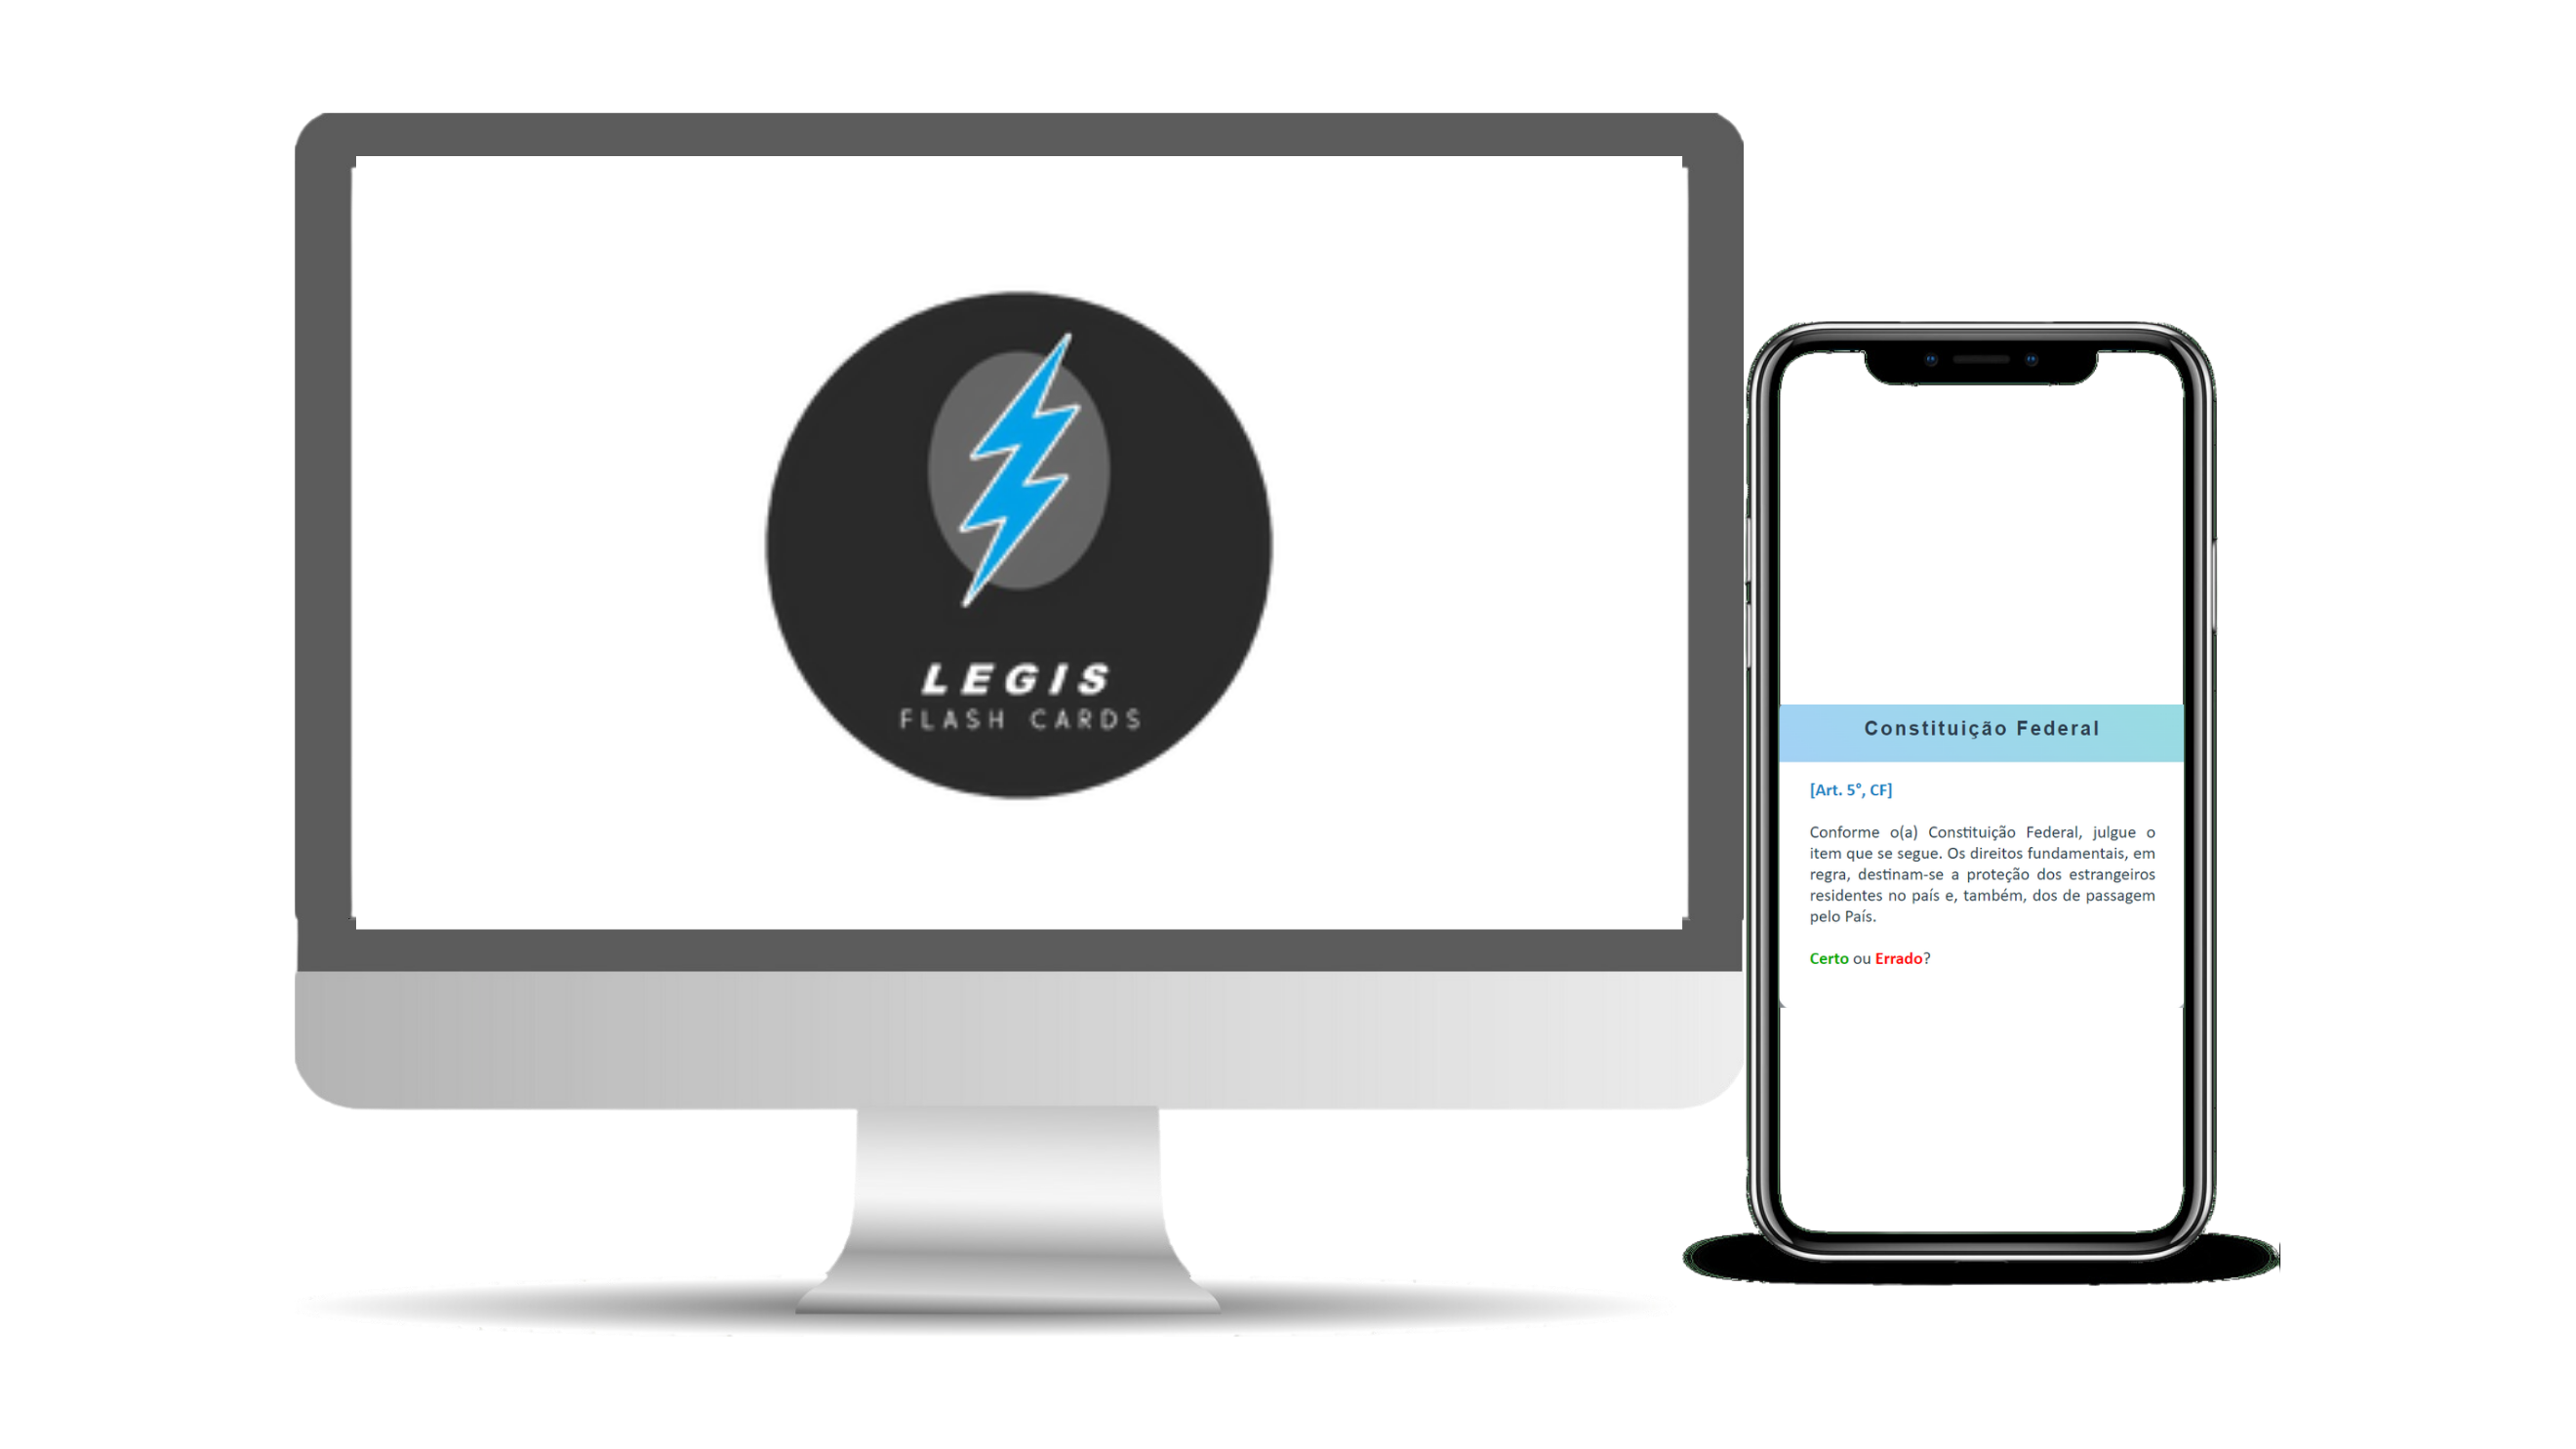 LEGIS
FLASH CARDS
Constituição Federal
[Art. 5º, CF]
Conforme o(a) Constituição Federal, julgue o
item que se segue. Os direitos fundamentais, em
regra, destinam-se a proteção dos estrangeiros
residentes no país e, também, dos de passagem
pelo País.
Certo ou Errado?